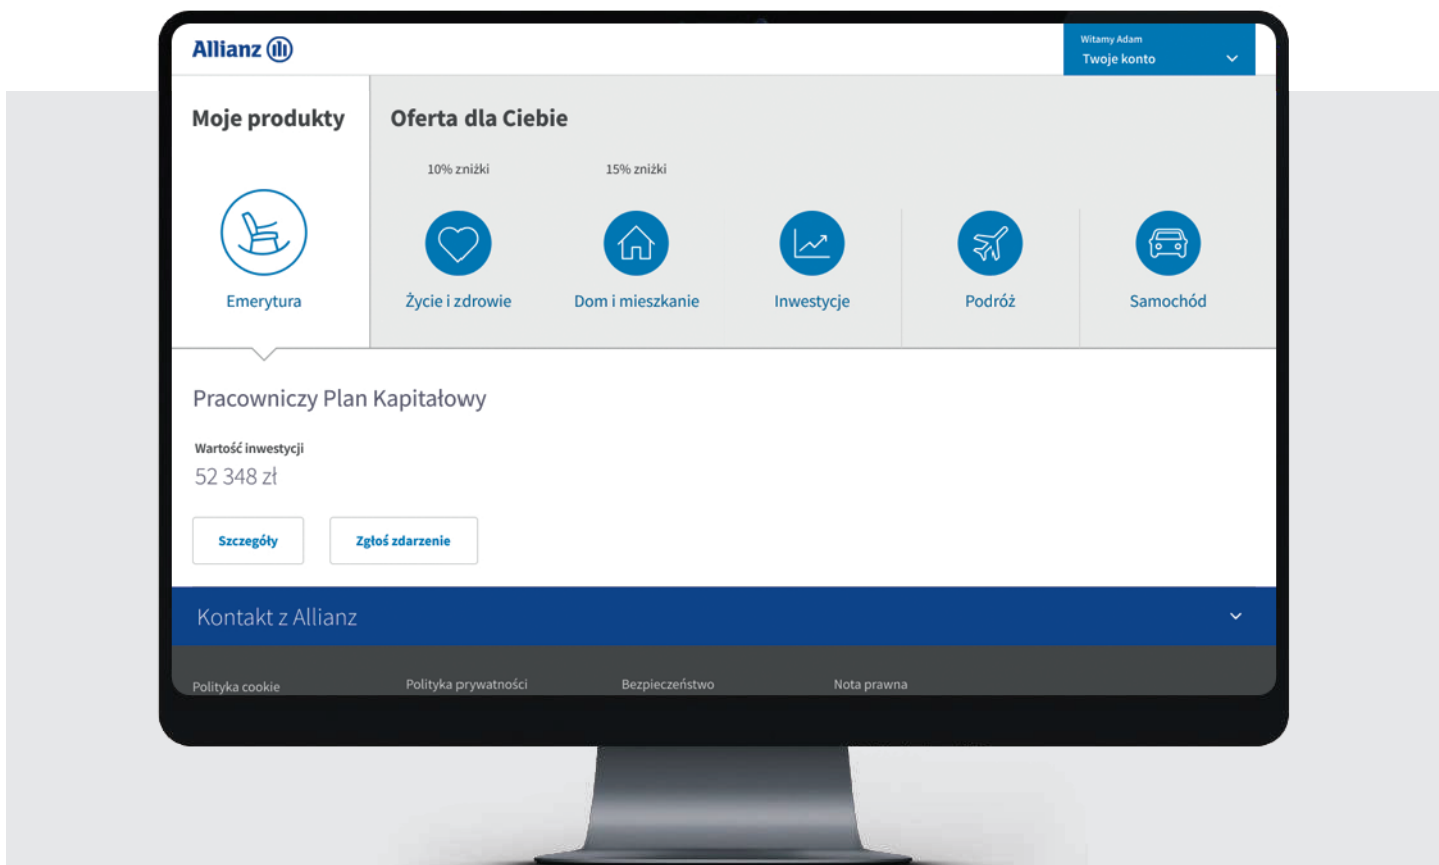 Allianz
Witamy Adam
Twoje konto
Moje produkty
Oferta dla Ciebie
10% zniżki
15% zniżki
Emerytura
Życie i zdrowie
Dom i mieszkanie
Inwestycje
Podróż
Samochód
Pracowniczy Plan Kapitałowy
Wartość inwestycji
52 348 zł
Szczegóły
Zgłoś zdarzenie
Kontakt z Allianz
Polityka cookie
Polityka prywatności
Bezpieczeństwo
Nota prawna